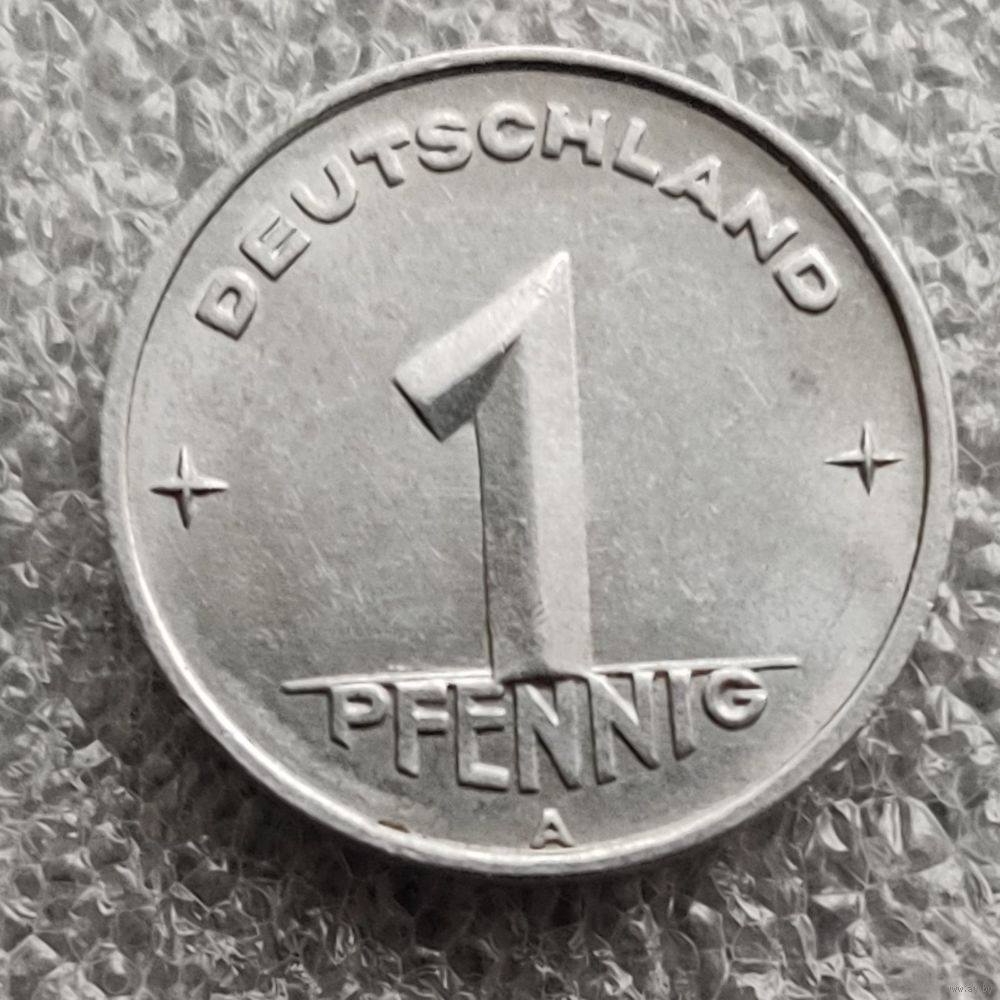 DEUTSCHLAND
1
PFENNIG
A